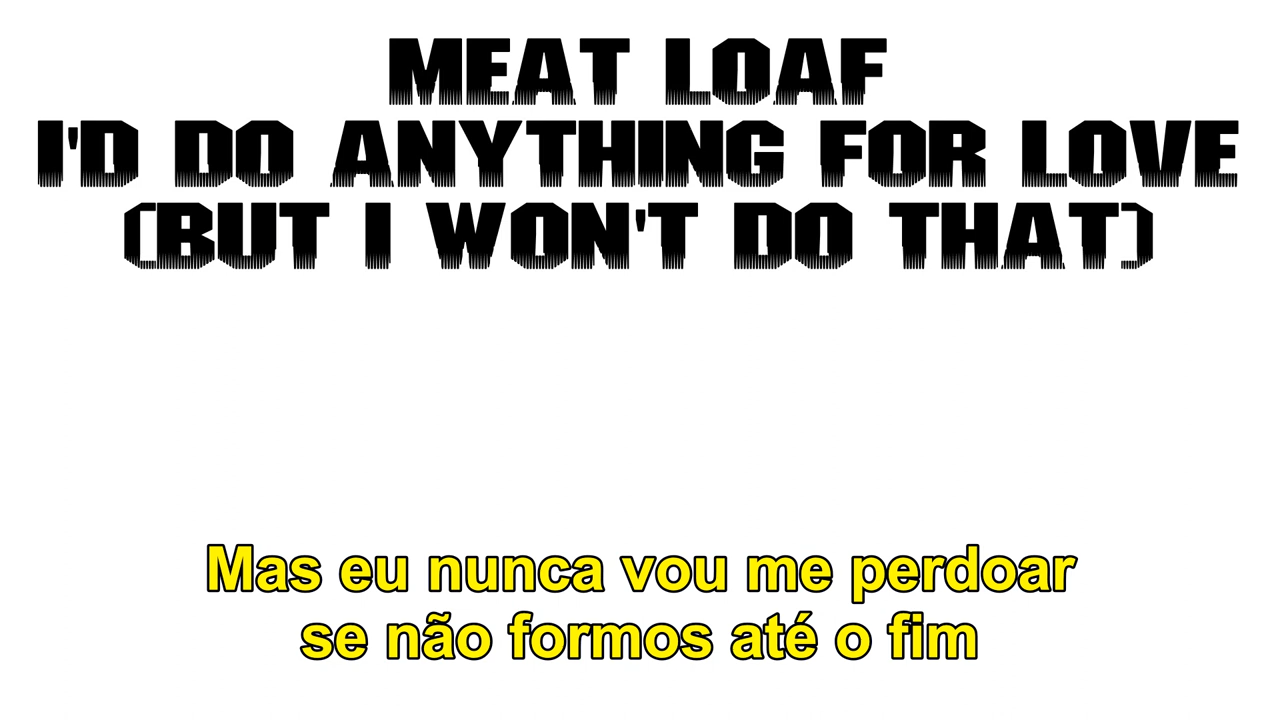 MEAT LOAF
I'D DO ANYTHING FOR LOVE
(BUT I WON'T DO THAT)
Mas eu nunca vou me perdoar
se não formos até o fim